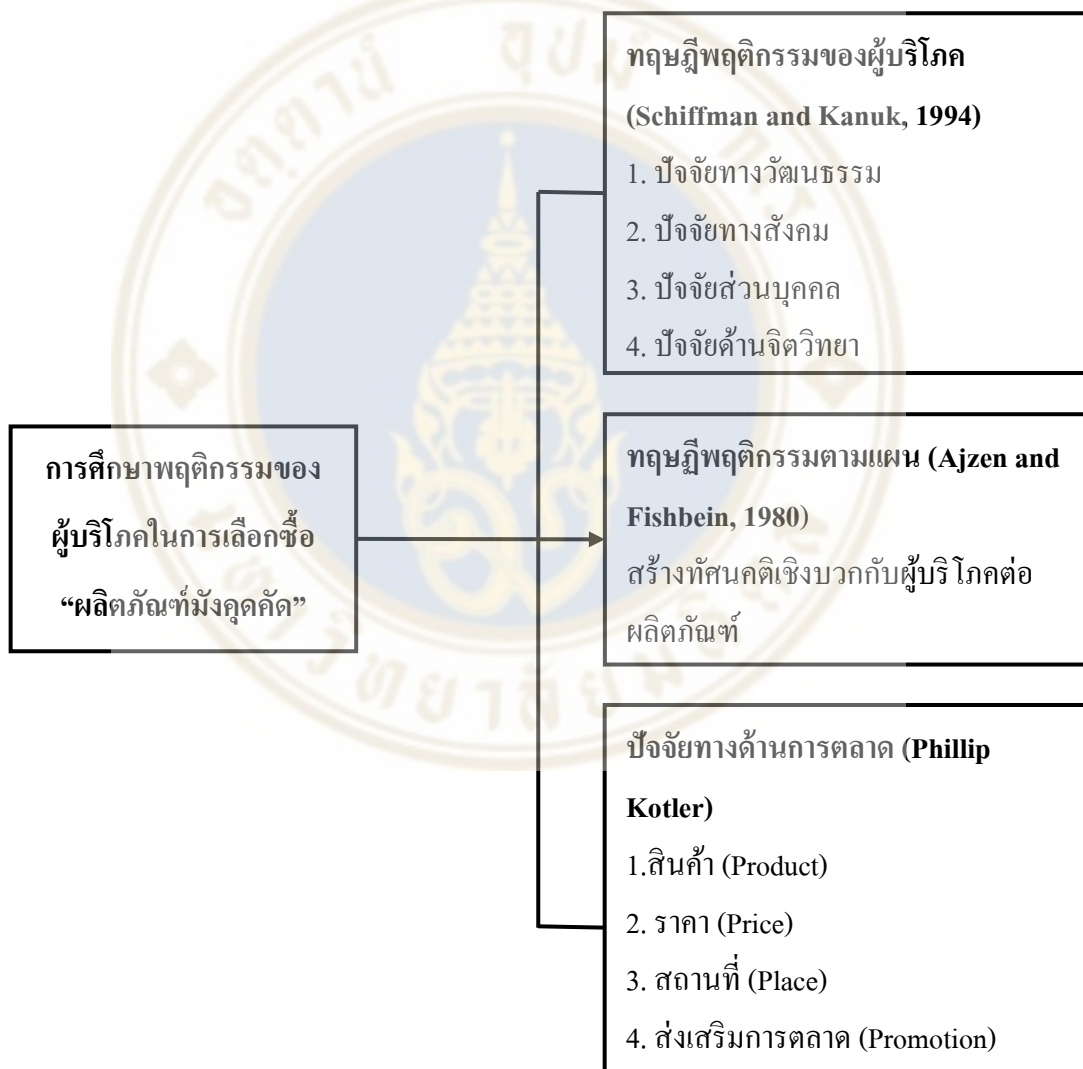 ทฤษฎีพฤติกรรมของผู้บริโภค
(Schiffman and Kanuk, 1994)
1. ปัจจัยทางวัฒนธรรม
2. ปัจจัยทางสังคม
3. ปัจจัยส่วนบุคคล
4. ปัจจัยด้านจิตวิทยา
การศึกษาพฤติกรรมของ
ผู้บริโภคในการเลือกซื้อ
“ผลิตภัณฑ์มังคุดคัด”
ทฤษฏีพฤติกรรมตามแผน (Ajzen and
Fishbein, 1980)
สร้างทัศนคติเชิงบวกกับผู้บริโภคต่อ
ผลิตภัณฑ์
ปัจจัยทางด้านการตลาด (Phillip
Kotler)
1.สินค้า (Product)
2. ราคา (Price)
3. สถานที่ (Place)
4. ส่งเสริมการตลาด (Promotion)